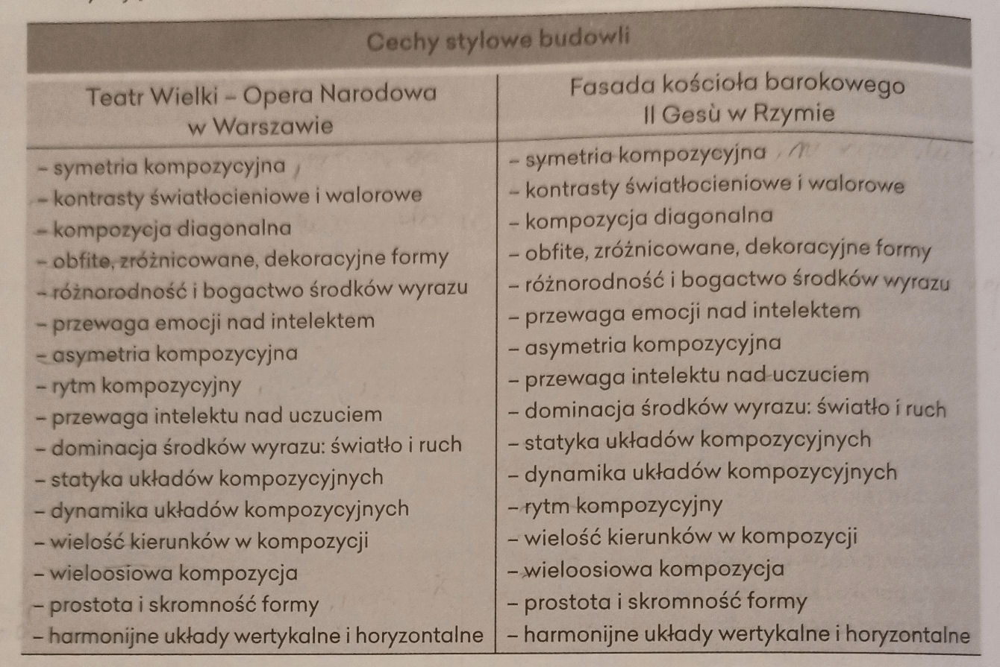 Cechy stylowe budowli
Teatr Wielki – Opera Narodowa
w Warszawie
– symetria kompozycyjna
– kontrasty światłocieniowe i walorowe
– kompozycja diagonalna
– obfite, zróżnicowane, dekoracyjne formy
– różnorodność i bogactwo środków wyrazu
– przewaga emocji nad intelektem
– asymetria kompozycyjna
– rytm kompozycyjny
– przewaga intelektu nad uczuciem
– dominacja środków wyrazu: światło i ruch
– statyka układów kompozycyjnych
– dynamika układów kompozycyjnych
– wielość kierunków w kompozycji
– wieloosiowa kompozycja
– prostota i skromność formy
– harmonijne układy wertykalne i horyzontalne
Fasada kościoła barokowego
Il Gesù w Rzymie
– symetria kompozycyjna
– kontrasty światłocieniowe i walorowe
– kompozycja diagonalna
– obfite, zróżnicowane, dekoracyjne formy
– różnorodność i bogactwo środków wyrazu
– przewaga emocji nad intelektem
– asymetria kompozycyjna
– przewaga intelektu nad uczuciem
– dominacja środków wyrazu: światło i ruch
– statyka układów kompozycyjnych
– dynamika układów kompozycyjnych
– rytm kompozycyjny
– wielość kierunków w kompozycji
– wieloosiowa kompozycja
– prostota i skromność formy
– harmonijne układy wertykalne i horyzontalne